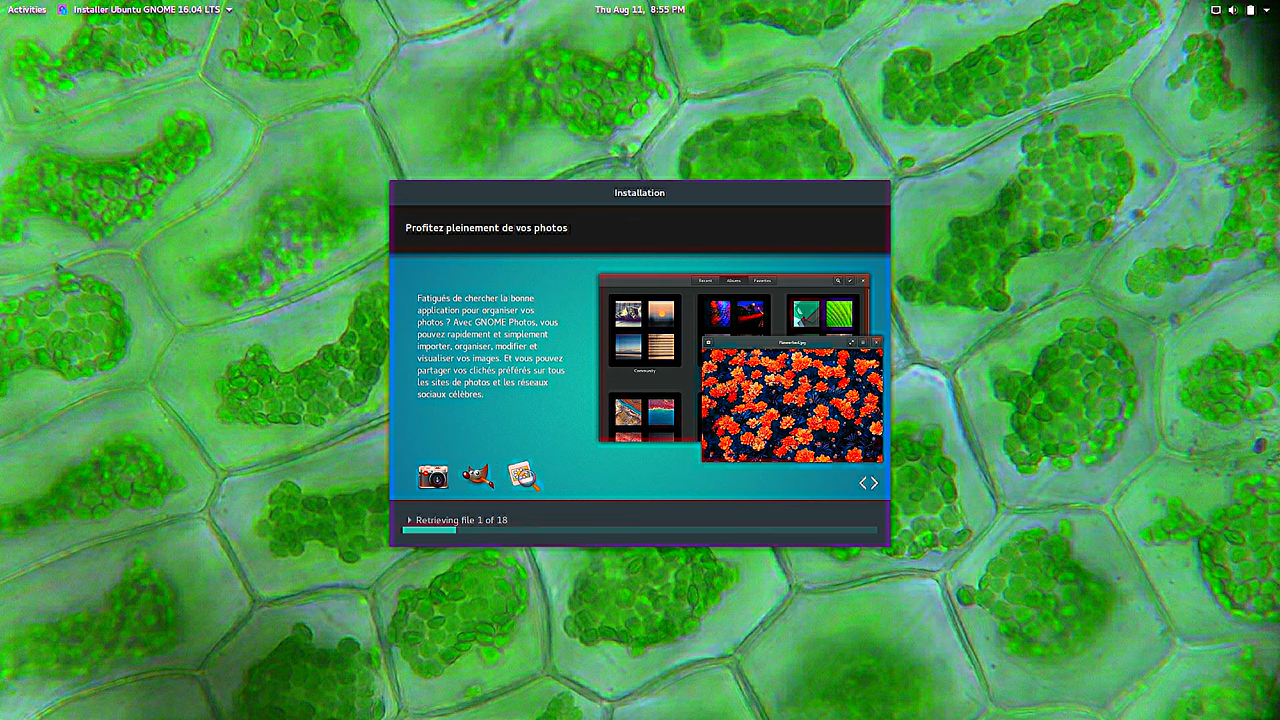 Activities Installer Ubuntu GNOME 16.04 LTS Thu Aug 11, 8:55 PM
Installation
Profitez pleinement de vos photos
Fatigués de chercher la bonne
application pour organiser vos
photos ? Avec GNOME Photos, vous
pouvez rapidement et simplement
importer, organiser, modifier et
visualiser vos images. Et vous pouvez
partager vos clichés préférés sur tous
les sites de photos et les réseaux
sociaux célèbres.
Recent Albums Favorites
Community
flowerbed.jpg
Retrieving file 1 of 18